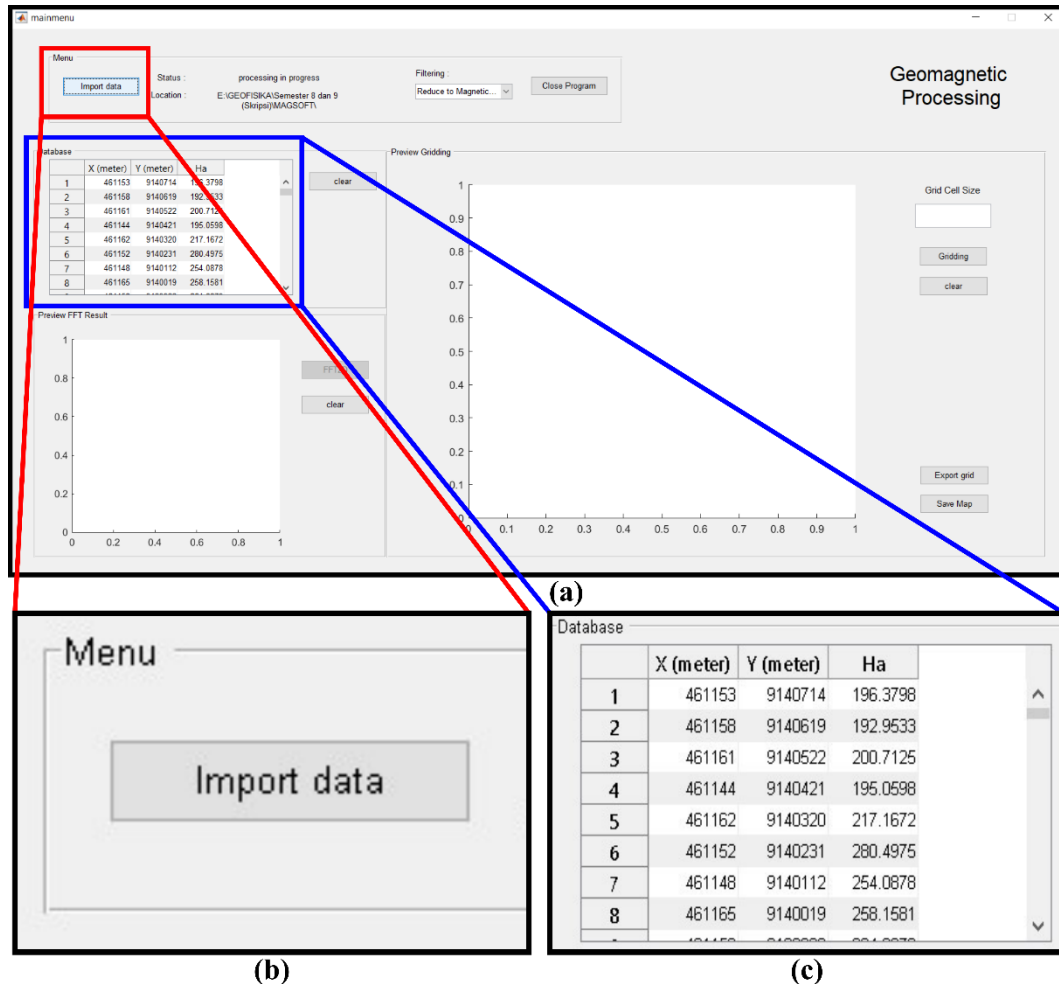 mainmenu
Menu
Import data
Status :
processing in progress
Location :
E:\GEOFISIKA\Semester 8 dan 9
(Skripsi)\MAGSOFT\
Filtering :
Reduce to Magnetic...
Close Program
Geomagnetic
Processing
Database
X (meter) Y (meter) Ha
1 461153 9140714 196.3798
2 461158 9140619 192.9533
3 461161 9140522 200.7125
4 461144 9140421 195.0598
5 461162 9140320 217.1672
6 461152 9140231 280.4975
7 461148 9140112 254.0878
8 461165 9140019 258.1581
clear
Preview Gridding
1
0.9
0.8
0.7
0.6
0.5
0.4
0.3
0.2
0.1
0
0 0.1 0.2 0.3 0.4 0.5 0.6 0.7 0.8 0.9 1
Grid Cell Size
Gridding
clear
Export grid
Save Map
Preview FFT Result
1
0.8
0.6
0.4
0.2
0
0 0.2 0.4 0.6 0.8 1
clear
(a)
Menu
Import data
(b)
Database
X (meter) Y (meter) Ha
1 461153 9140714 196.3798
2 461158 9140619 192.9533
3 461161 9140522 200.7125
4 461144 9140421 195.0598
5 461162 9140320 217.1672
6 461152 9140231 280.4975
7 461148 9140112 254.0878
8 461165 9140019 258.1581
(c)